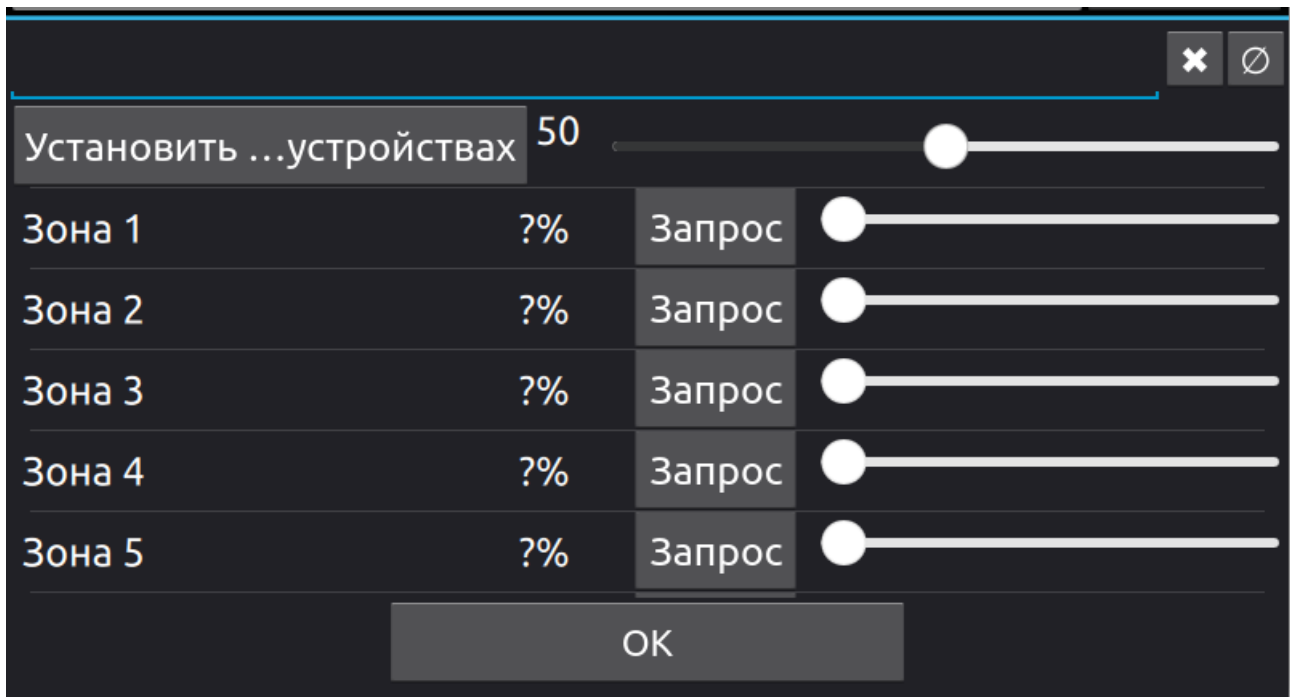 ✖ ∅
Установить …устройствах 50
Зона 1 ?% Запрос
Зона 2 ?% Запрос
Зона 3 ?% Запрос
Зона 4 ?% Запрос
Зона 5 ?% Запрос
OK